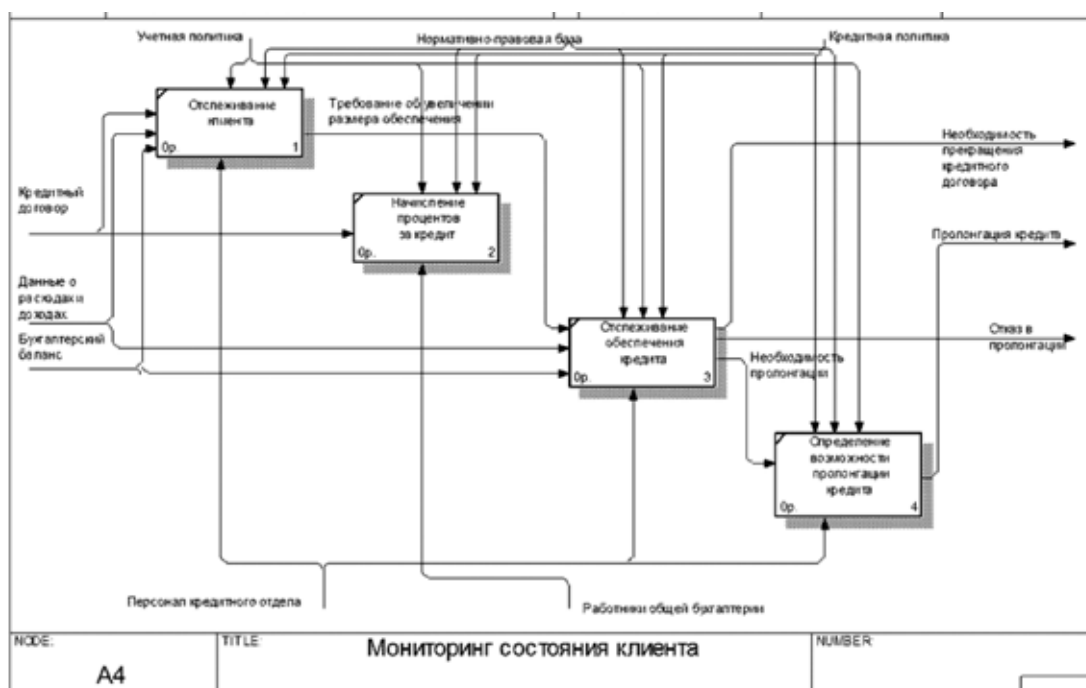 Учетная политика
Нормативно-правовая база
Кредитная политика
Отслеживание
клиента
0р.
1
Требование об увеличении
размера обеспечения
Необходимость
прекращения
кредитного
договора
Кредитный
договор
Начисление
процентов
за кредит
0р.
2
Пролонгация кредита
Данные о
расходах и
доходах
Бухгалтерский
баланс
Отслеживание
обеспечения
кредита
0р.
3
Отказ в
пролонгации
Необходимость
пролонгации
Определение
возможности
пролонгации
кредита
0р.
4
Персонал кредитного отдела
Работники общей бухгалтерии
NODE:
A4
TITLE:
Мониторинг состояния клиента
NUMBER: